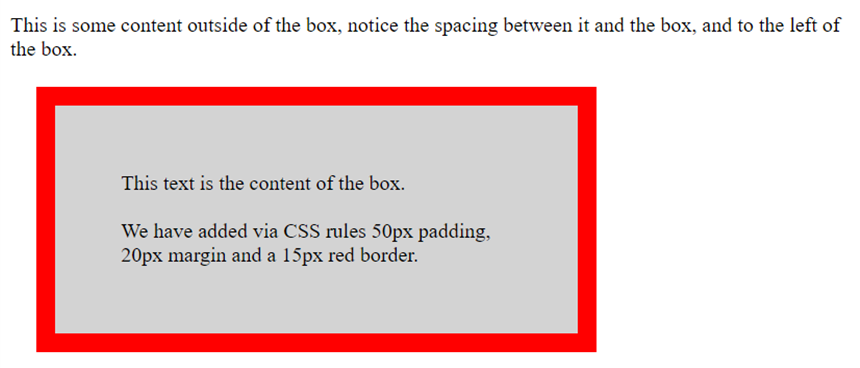 This is some content outside of the box, notice the spacing between it and the box, and to the left of
the box.
This text is the content of the box.
We have added via CSS rules 50px padding,
20px margin and a 15px red border.